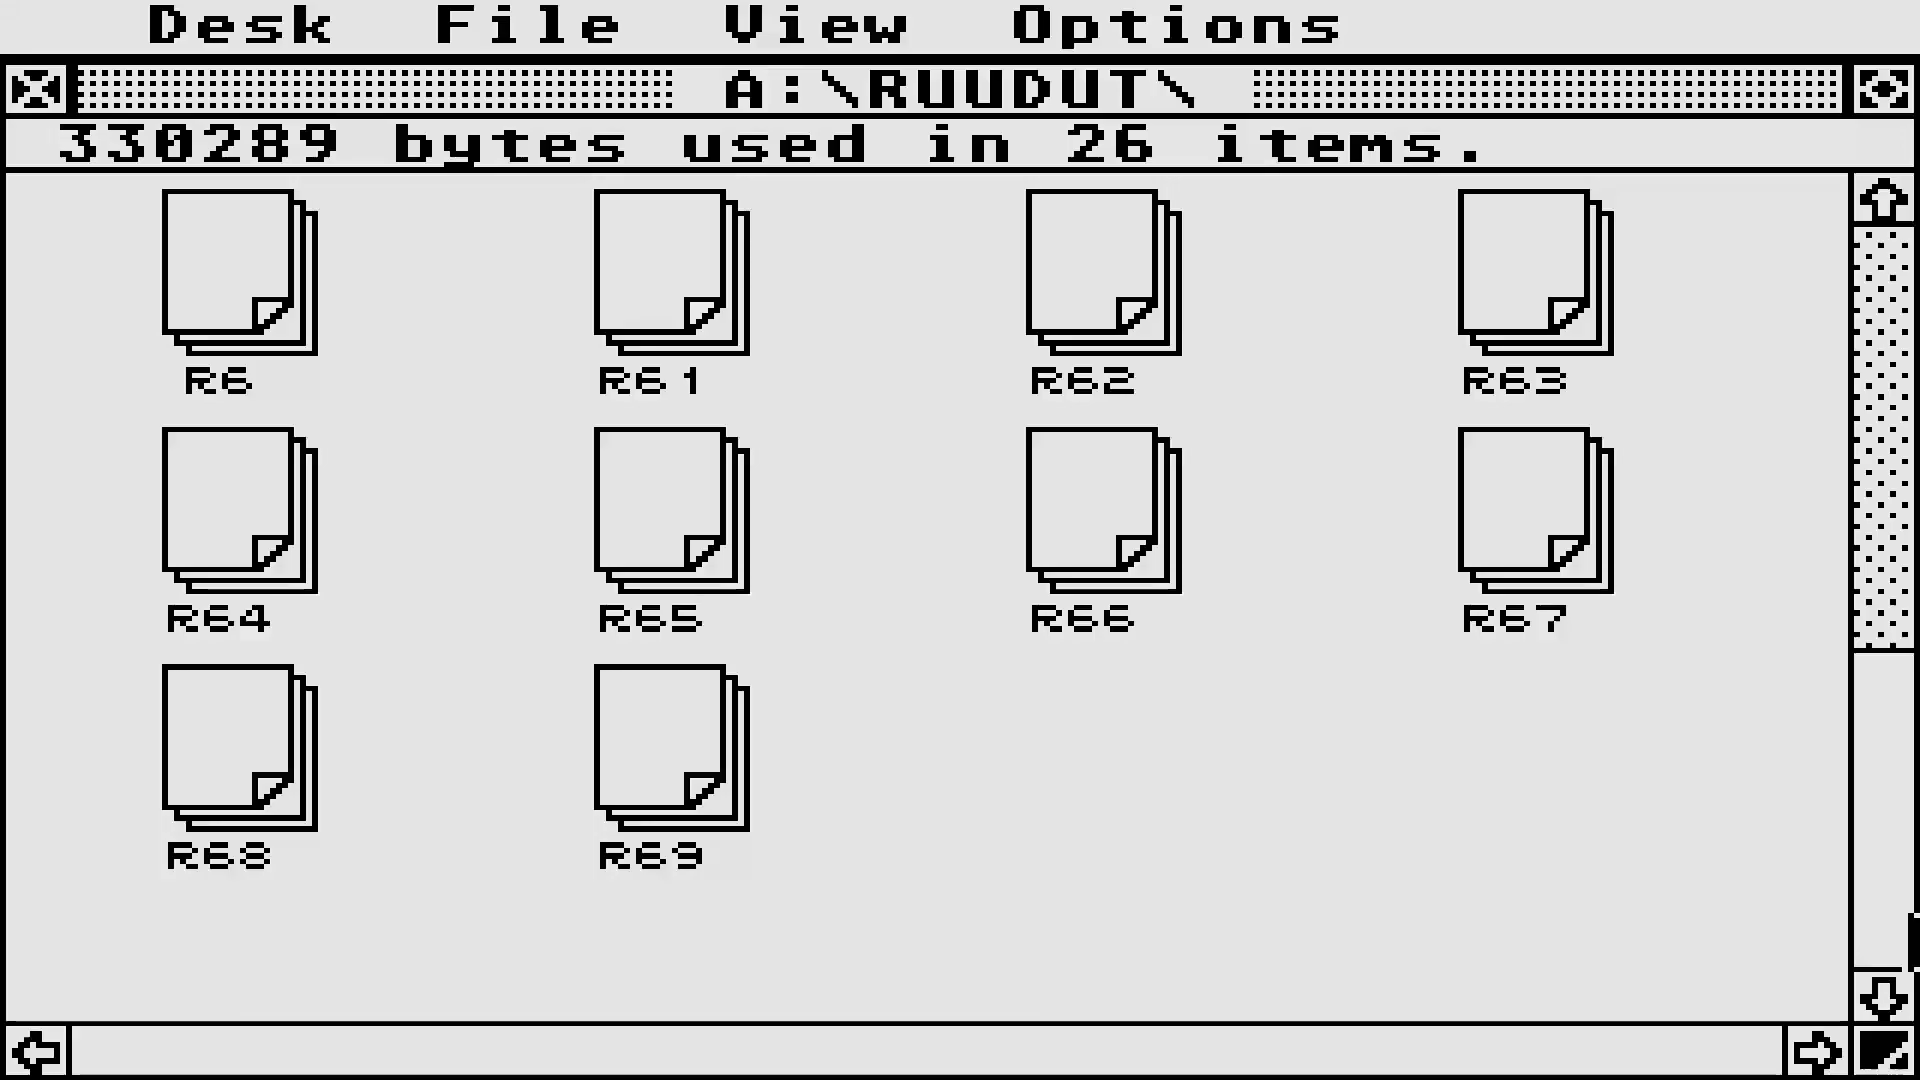 Desk File View Options
A:\RUUDUT\
330289 bytes used in 26 items.
R6 R61 R62 R63
R64 R65 R66 R67
R68 R69